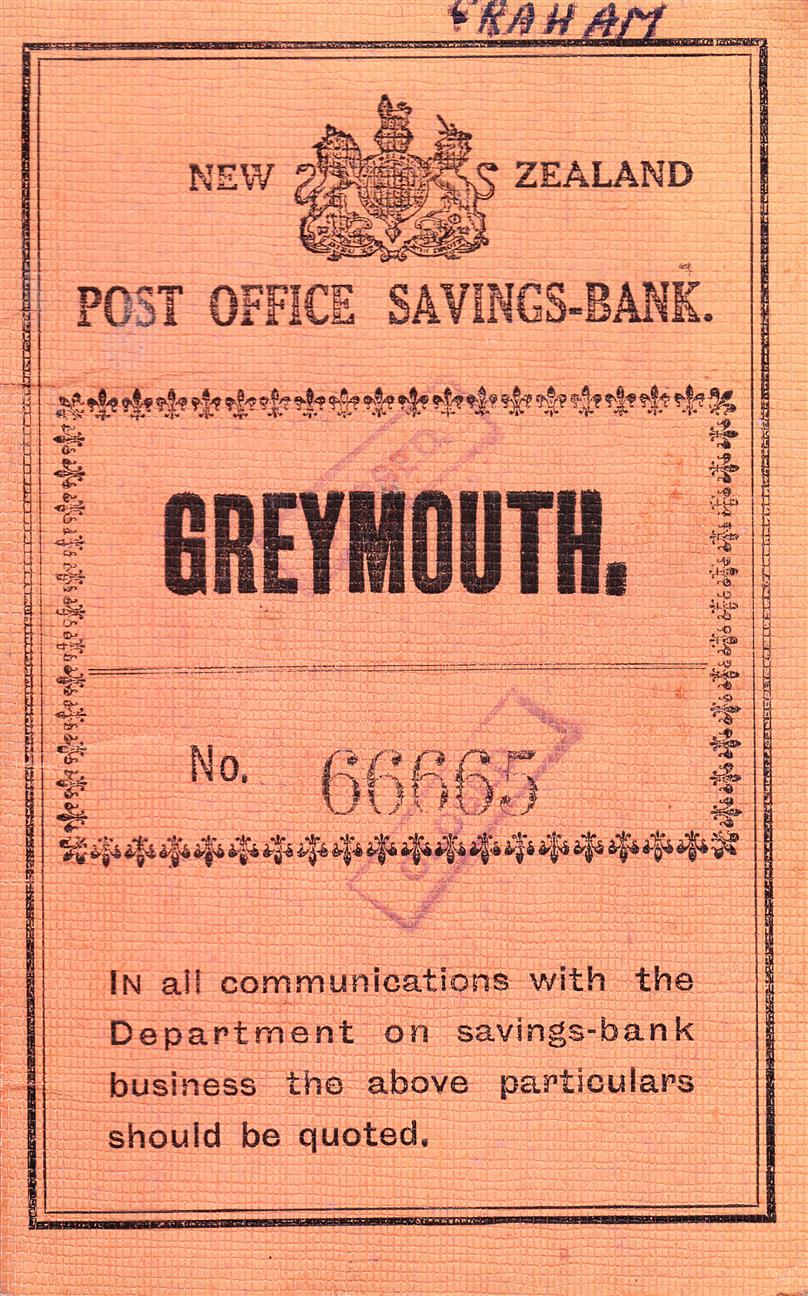 GRAHAM
NEW ZEALAND
POST OFFICE SAVINGS-BANK.
GREYMOUTH.
No. 66665
CLOSED
IN all communications with the
Department on savings-bank
business the above particulars
should be quoted.